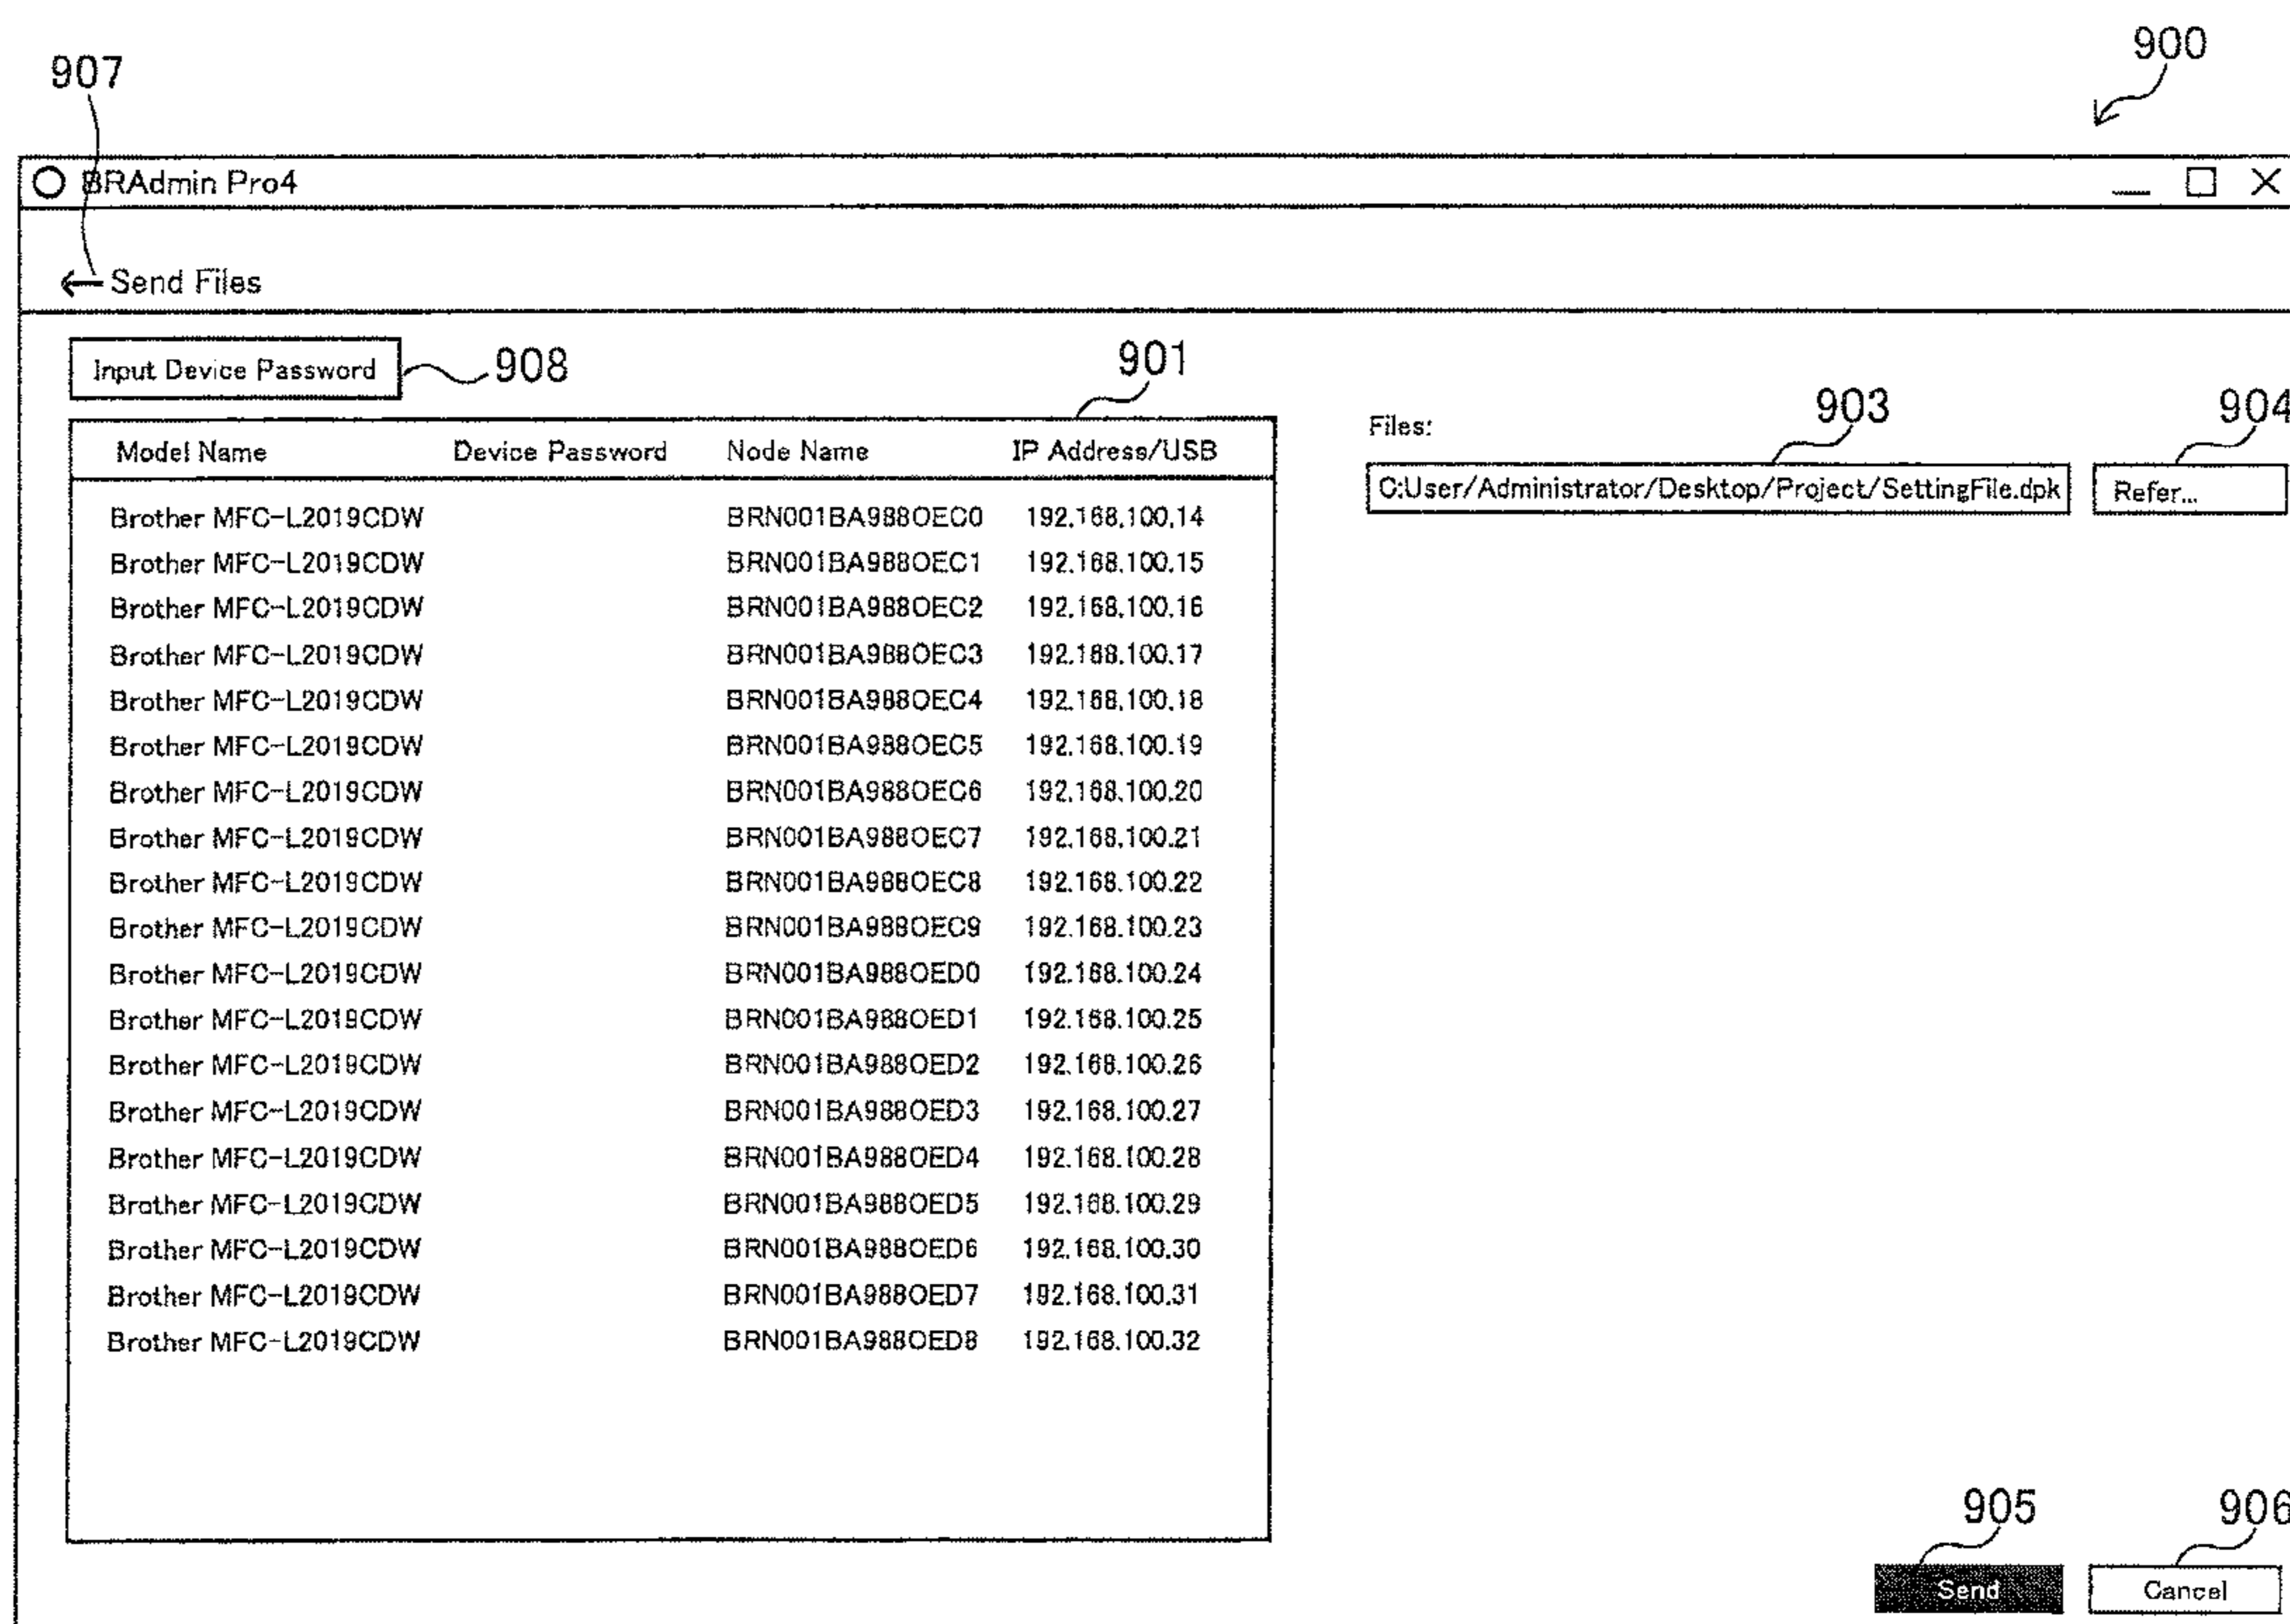 900
907
BRAdmin Pro4
Send Files
Input Device Password 908
901
Model Name Device Password Node Name IP Address/USB
Brother MFC-L2019CDW BRN001BA988OEC0 192.168.100.14
Brother MFC-L2019CDW BRN001BA988OEC1 192.168.100.15
Brother MFC-L2019CDW BRN001BA988OEC2 192.168.100.16
Brother MFC-L2019CDW BRN001BA988OEC3 192.168.100.17
Brother MFC-L2019CDW BRN001BA988OEC4 192.168.100.18
Brother MFC-L2019CDW BRN001BA988OEC5 192.168.100.19
Brother MFC-L2019CDW BRN001BA988OEC6 192.168.100.20
Brother MFC-L2019CDW BRN001BA988OEC7 192.168.100.21
Brother MFC-L2019CDW BRN001BA988OEC8 192.168.100.22
Brother MFC-L2019CDW BRN001BA988OEC9 192.168.100.23
Brother MFC-L2019CDW BRN001BA988OED0 192.168.100.24
Brother MFC-L2019CDW BRN001BA988OED1 192.168.100.25
Brother MFC-L2019CDW BRN001BA988OED2 192.168.100.26
Brother MFC-L2019CDW BRN001BA988OED3 192.168.100.27
Brother MFC-L2019CDW BRN001BA988OED4 192.168.100.28
Brother MFC-L2019CDW BRN001BA988OED5 192.168.100.29
Brother MFC-L2019CDW BRN001BA988OED6 192.168.100.30
Brother MFC-L2019CDW BRN001BA988OED7 192.168.100.31
Brother MFC-L2019CDW BRN001BA988OED8 192.168.100.32
903 904
Files:
C:User/Administrator/Desktop/Project/SettingFile.dpk Refer...
905 906
Send Cancel